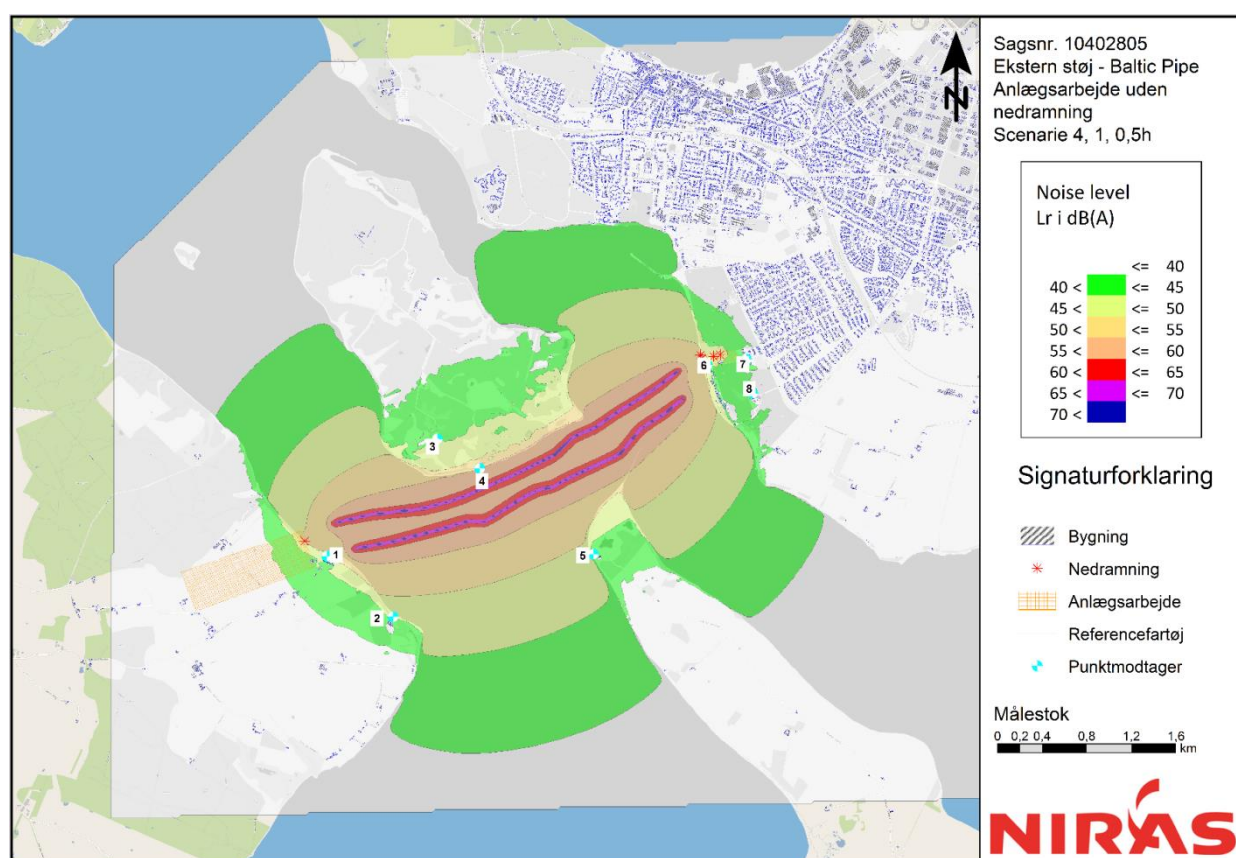 N
Sagsnr. 10402805
Ekstern støj - Baltic Pipe
Anlægsarbejde uden
nedramning
Scenarie 4, 1, 0,5h
Noise level
Lr i dB(A)
<= 40
40 < <= 45
45 < <= 50
50 < <= 55
55 < <= 60
60 < <= 65
65 < <= 70
70 <
Signaturforklaring
Bygning
Nedramning
Anlægsarbejde
Referencefartøj
Punktmodtager
Målestok
0 0,2 0,4 0,8 1,2 1,6
km
NIRAS
6
7
8
3
4
5
1
2